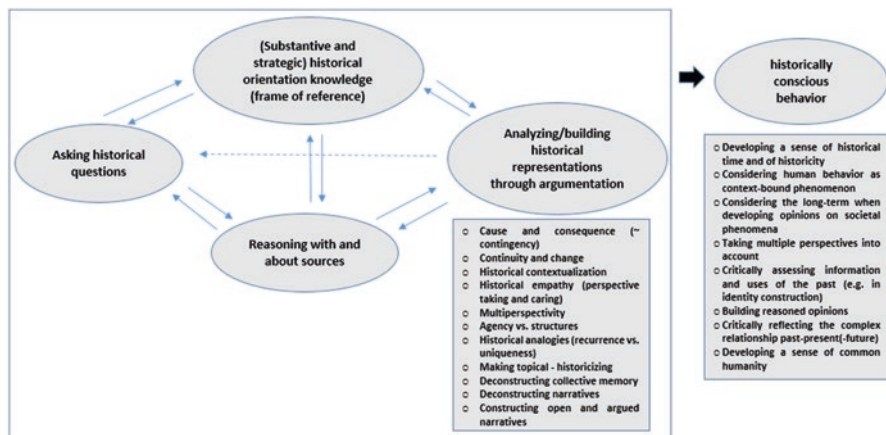 (Substantive and
strategic) historical
orientation knowledge
(frame of reference)
Asking historical
questions
Analyzing/building
historical
representations
through argumentation
Reasoning with and
about sources
o Cause and consequence (~
contingency)
o Continuity and change
o Historical contextualization
o Historical empathy (perspective
taking and caring)
o Multiperspectivity
o Agency vs. structures
o Historical analogies (recurrence vs.
uniqueness)
o Making topical - historicizing
o Deconstructing collective memory
o Deconstructing narratives
o Constructing open and argued
narratives
historically
conscious
behavior
o Developing a sense of historical
time and of historicity
o Considering human behavior as
context-bound phenomenon
o Considering the long-term when
developing opinions on societal
phenomena
o Taking multiple perspectives into
account
o Critically assessing information
and uses of the past (e.g. in
identity construction)
o Building reasoned opinions
o Critically reflecting the complex
relationship past-present(-future)
o Developing a sense of common
humanity